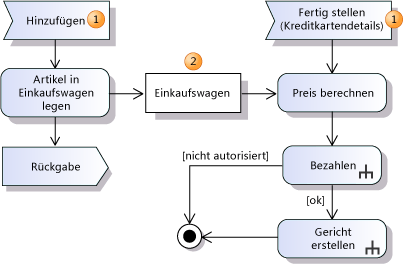 Hinzufügen 1
Fertig stellen
(Kreditkartendetails) 1
2
Artikel in
Einkaufswagen
legen
Einkaufswagen
Preis berechnen
Rückgabe
[nicht autorisiert]
Bezahlen
[ok]
Gericht
erstellen